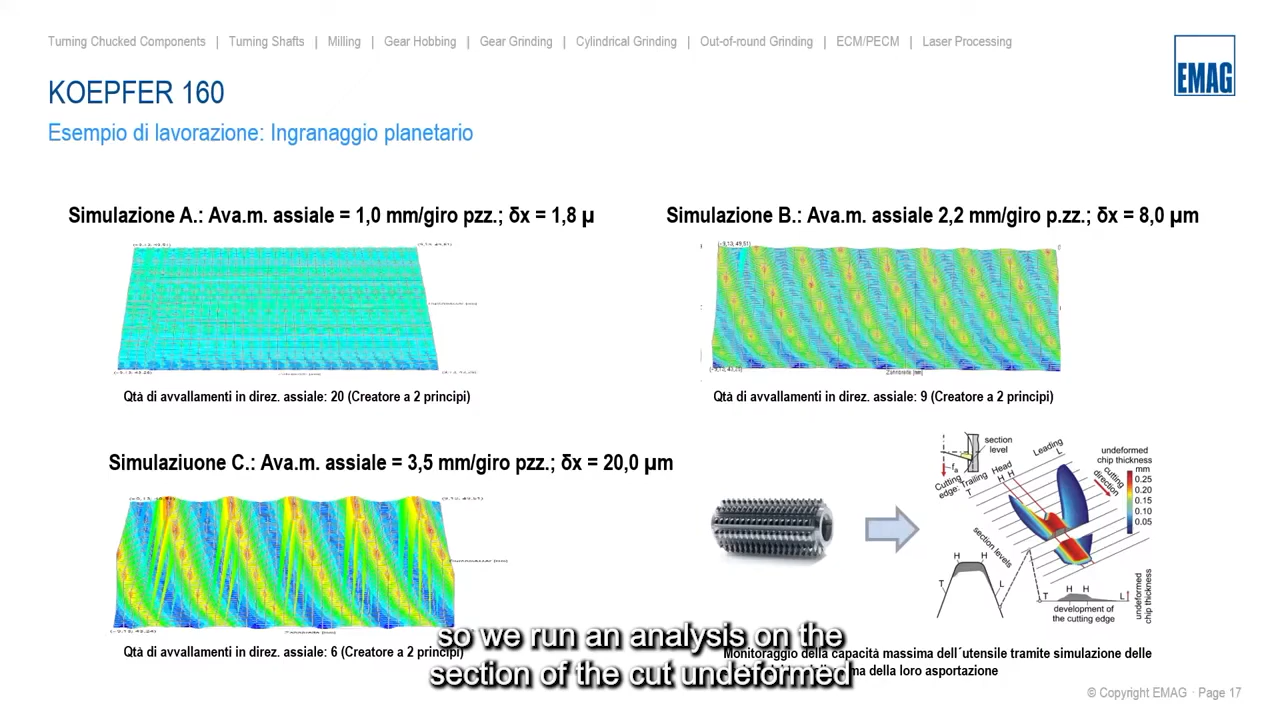 Turning Chucked Components | Turning Shafts | Milling | Gear Hobbing | Gear Grinding | Cylindrical Grinding | Out-of-round Grinding | ECM/PECM | Laser Processing
EMAG
KOEPFER 160
Esempio di lavorazione: Ingranaggio planetario
Simulazione A.: Ava.m. assiale = 1,0 mm/giro pzz.; δx = 1,8 µ
Simulazione B.: Ava.m. assiale 2,2 mm/giro p.zz.; δx = 8,0 µm
Qtà di avvallamenti in direz. assiale: 20 (Creatore a 2 principi)
Qtà di avvallamenti in direz. assiale: 9 (Creatore a 2 principi)
Simulaziuone C.: Ava.m. assiale = 3,5 mm/giro pzz.; δx = 20,0 µm
Qtà di avvallamenti in direz. assiale: 6 (Creatore a 2 principi)
section
level
fa
Cutting
edge:
Trailing
T
Head
H H
Leading
L
undeformed
chip thickness
mm
0.25
0.20
0.15
0.10
0.05
cutting
direction
section levels
H H
T L
T H H L
development of
the cutting edge
undeformed
chip thickness
Monitoraggio della capacità massima dell´utensile tramite simulazione delle
della loro asportazione
so we run an analysis on the
section of the cut undeformed
© Copyright EMAG · Page 17